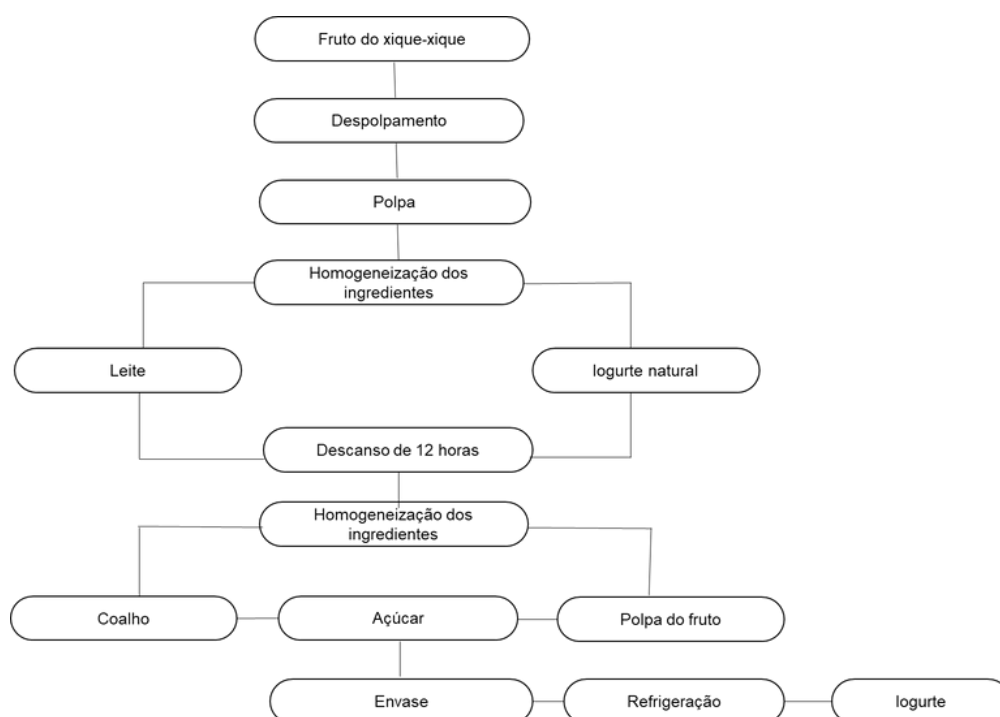 Fruto do xique-xique
Despolpamento
Polpa
Homogeneização dos
ingredientes
Leite
Iogurte natural
Descanso de 12 horas
Homogeneização dos
ingredientes
Coalho
Açúcar
Polpa do fruto
Envase
Refrigeração
Iogurte